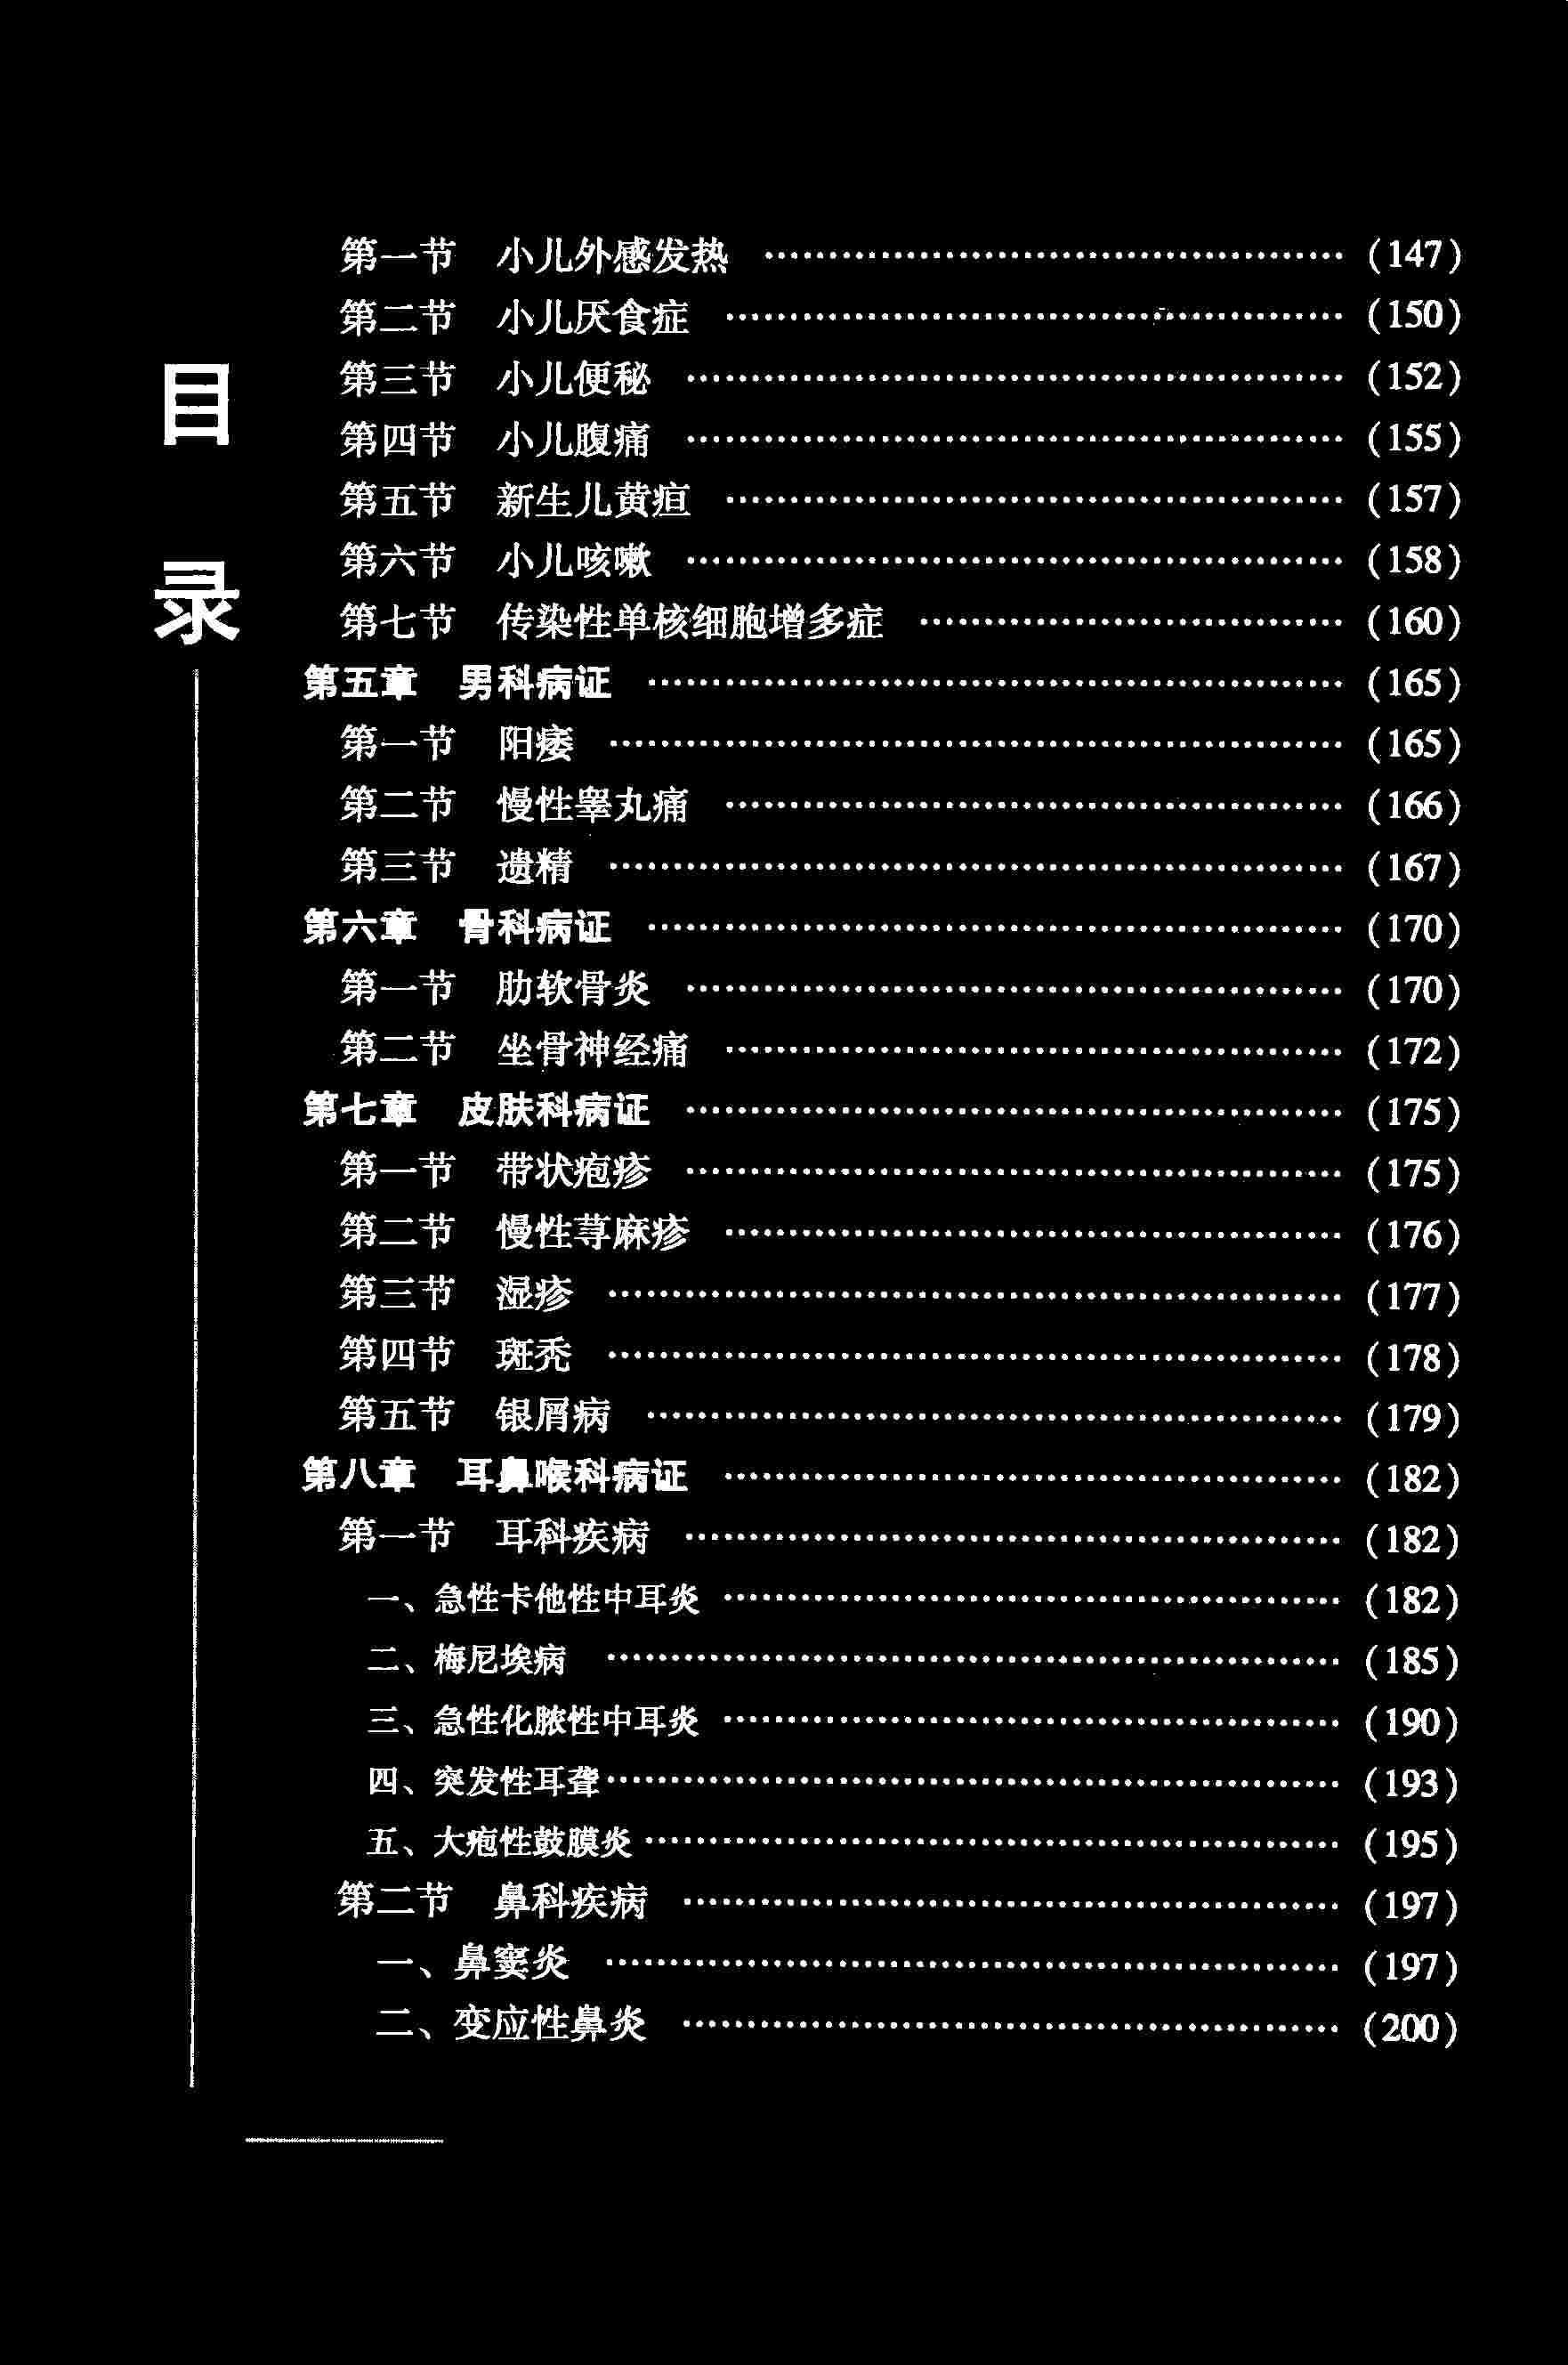 目录
第一节 小儿外感发热 ……………………………… (147)
第二节 小儿厌食症 ……………………………… (150)
第三节 小儿便秘 ……………………………… (152)
第四节 小儿腹痛 ……………………………… (155)
第五节 新生儿黄疸 ……………………………… (157)
第六节 小儿咳嗽 ……………………………… (158)
第七节 传染性单核细胞增多症 ……………………………… (160)
第五章 男科病证 ……………………………… (165)
第一节 阳痿 ……………………………… (165)
第二节 慢性睾丸痛 ……………………………… (166)
第三节 遗精 ……………………………… (167)
第六章 骨科病证 ……………………………… (170)
第一节 肋软骨炎 ……………………………… (170)
第二节 坐骨神经痛 ……………………………… (172)
第七章 皮肤科病证 ……………………………… (175)
第一节 带状疱疹 ……………………………… (175)
第二节 慢性荨麻疹 ……………………………… (176)
第三节 湿疹 ……………………………… (177)
第四节 斑秃 ……………………………… (178)
第五节 银屑病 ……………………………… (179)
第八章 耳鼻喉科病证 ……………………………… (182)
第一节 耳科疾病 ……………………………… (182)
一、急性卡他性中耳炎 ……………………………… (182)
二、梅尼埃病 ……………………………… (185)
三、急性化脓性中耳炎 ……………………………… (190)
四、突发性耳聋 ……………………………… (193)
五、大疱性鼓膜炎 ……………………………… (195)
第二节 鼻科疾病 ……………………………… (197)
一、鼻窦炎 ……………………………… (197)
二、变应性鼻炎 ……………………………… (200)